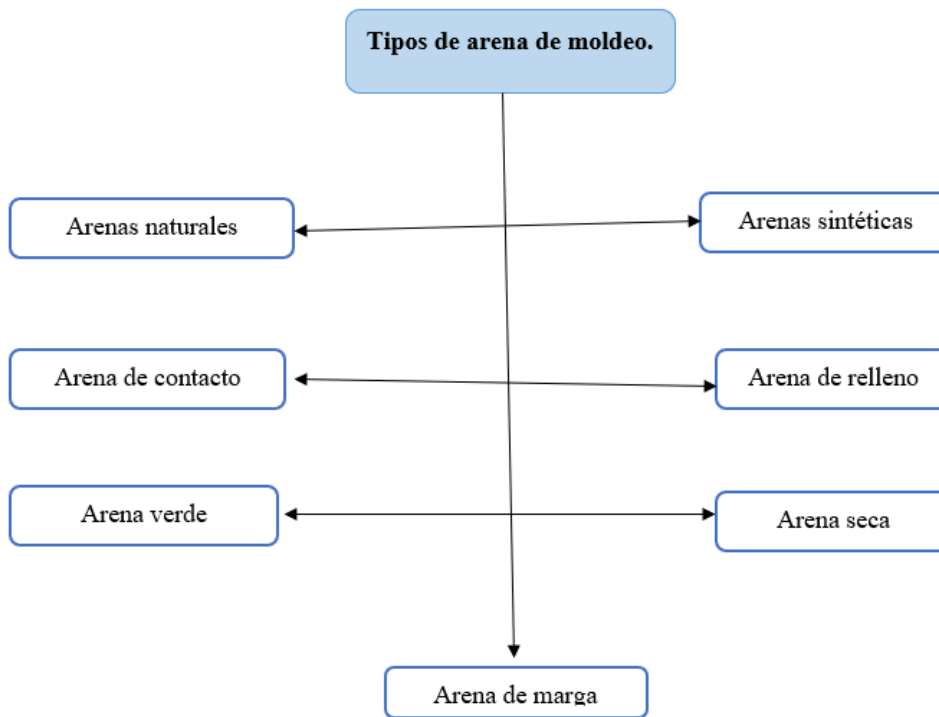 Tipos de arena de moldeo.
Arenas naturales
Arenas sintéticas
Arena de contacto
Arena de relleno
Arena verde
Arena seca
Arena de marga